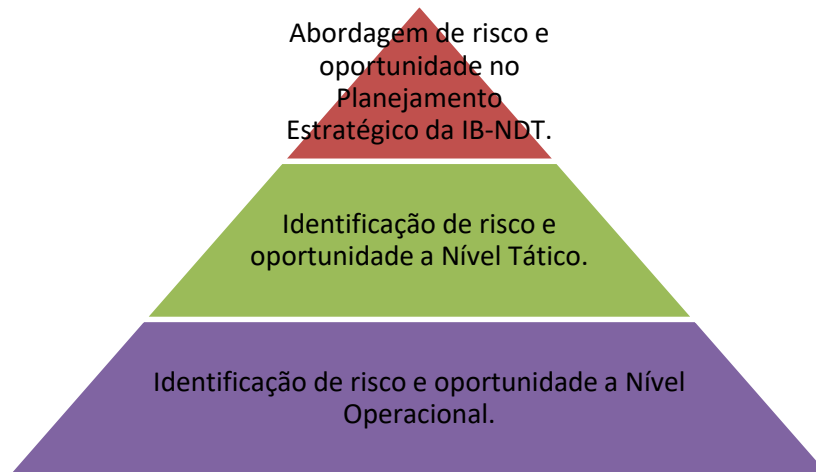 Abordagem de risco e
oportunidade no
Planejamento
Estratégico da IB-NDT.
Identificação de risco e
oportunidade a Nível Tático.
Identificação de risco e oportunidade a Nível
Operacional.